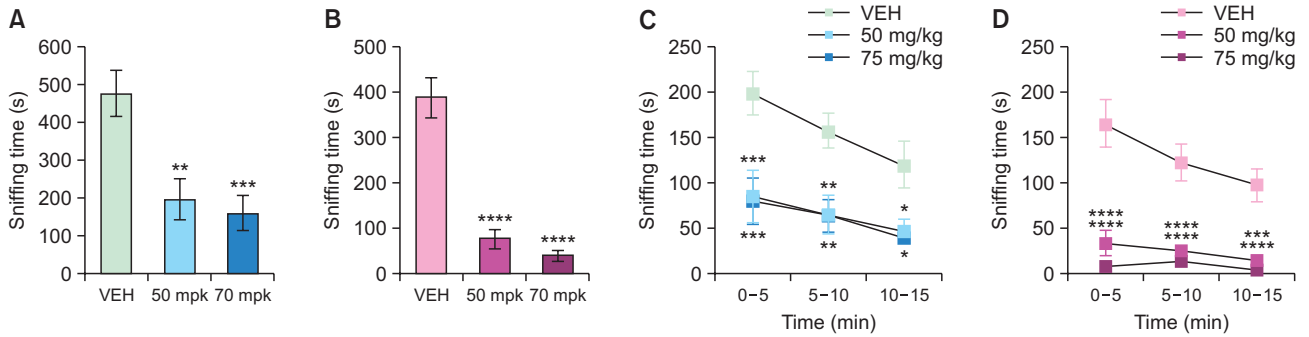 A
Sniffing time (s)
600
500
400
300
200
100
0
**
***
VEH 50 mpk 70 mpk
B
Sniffing time (s)
500
400
300
200
100
0
****
****
VEH 50 mpk 70 mpk
C
VEH
50 mg/kg
75 mg/kg
Sniffing time (s)
250
200
150
100
50
0
***
**
*
***
**
*
0–5 5–10 10–15
Time (min)
D
VEH
50 mg/kg
75 mg/kg
Sniffing time (s)
250
200
150
100
50
0
**** **** ***
**** **** ****
0–5 5–10 10–15
Time (min)